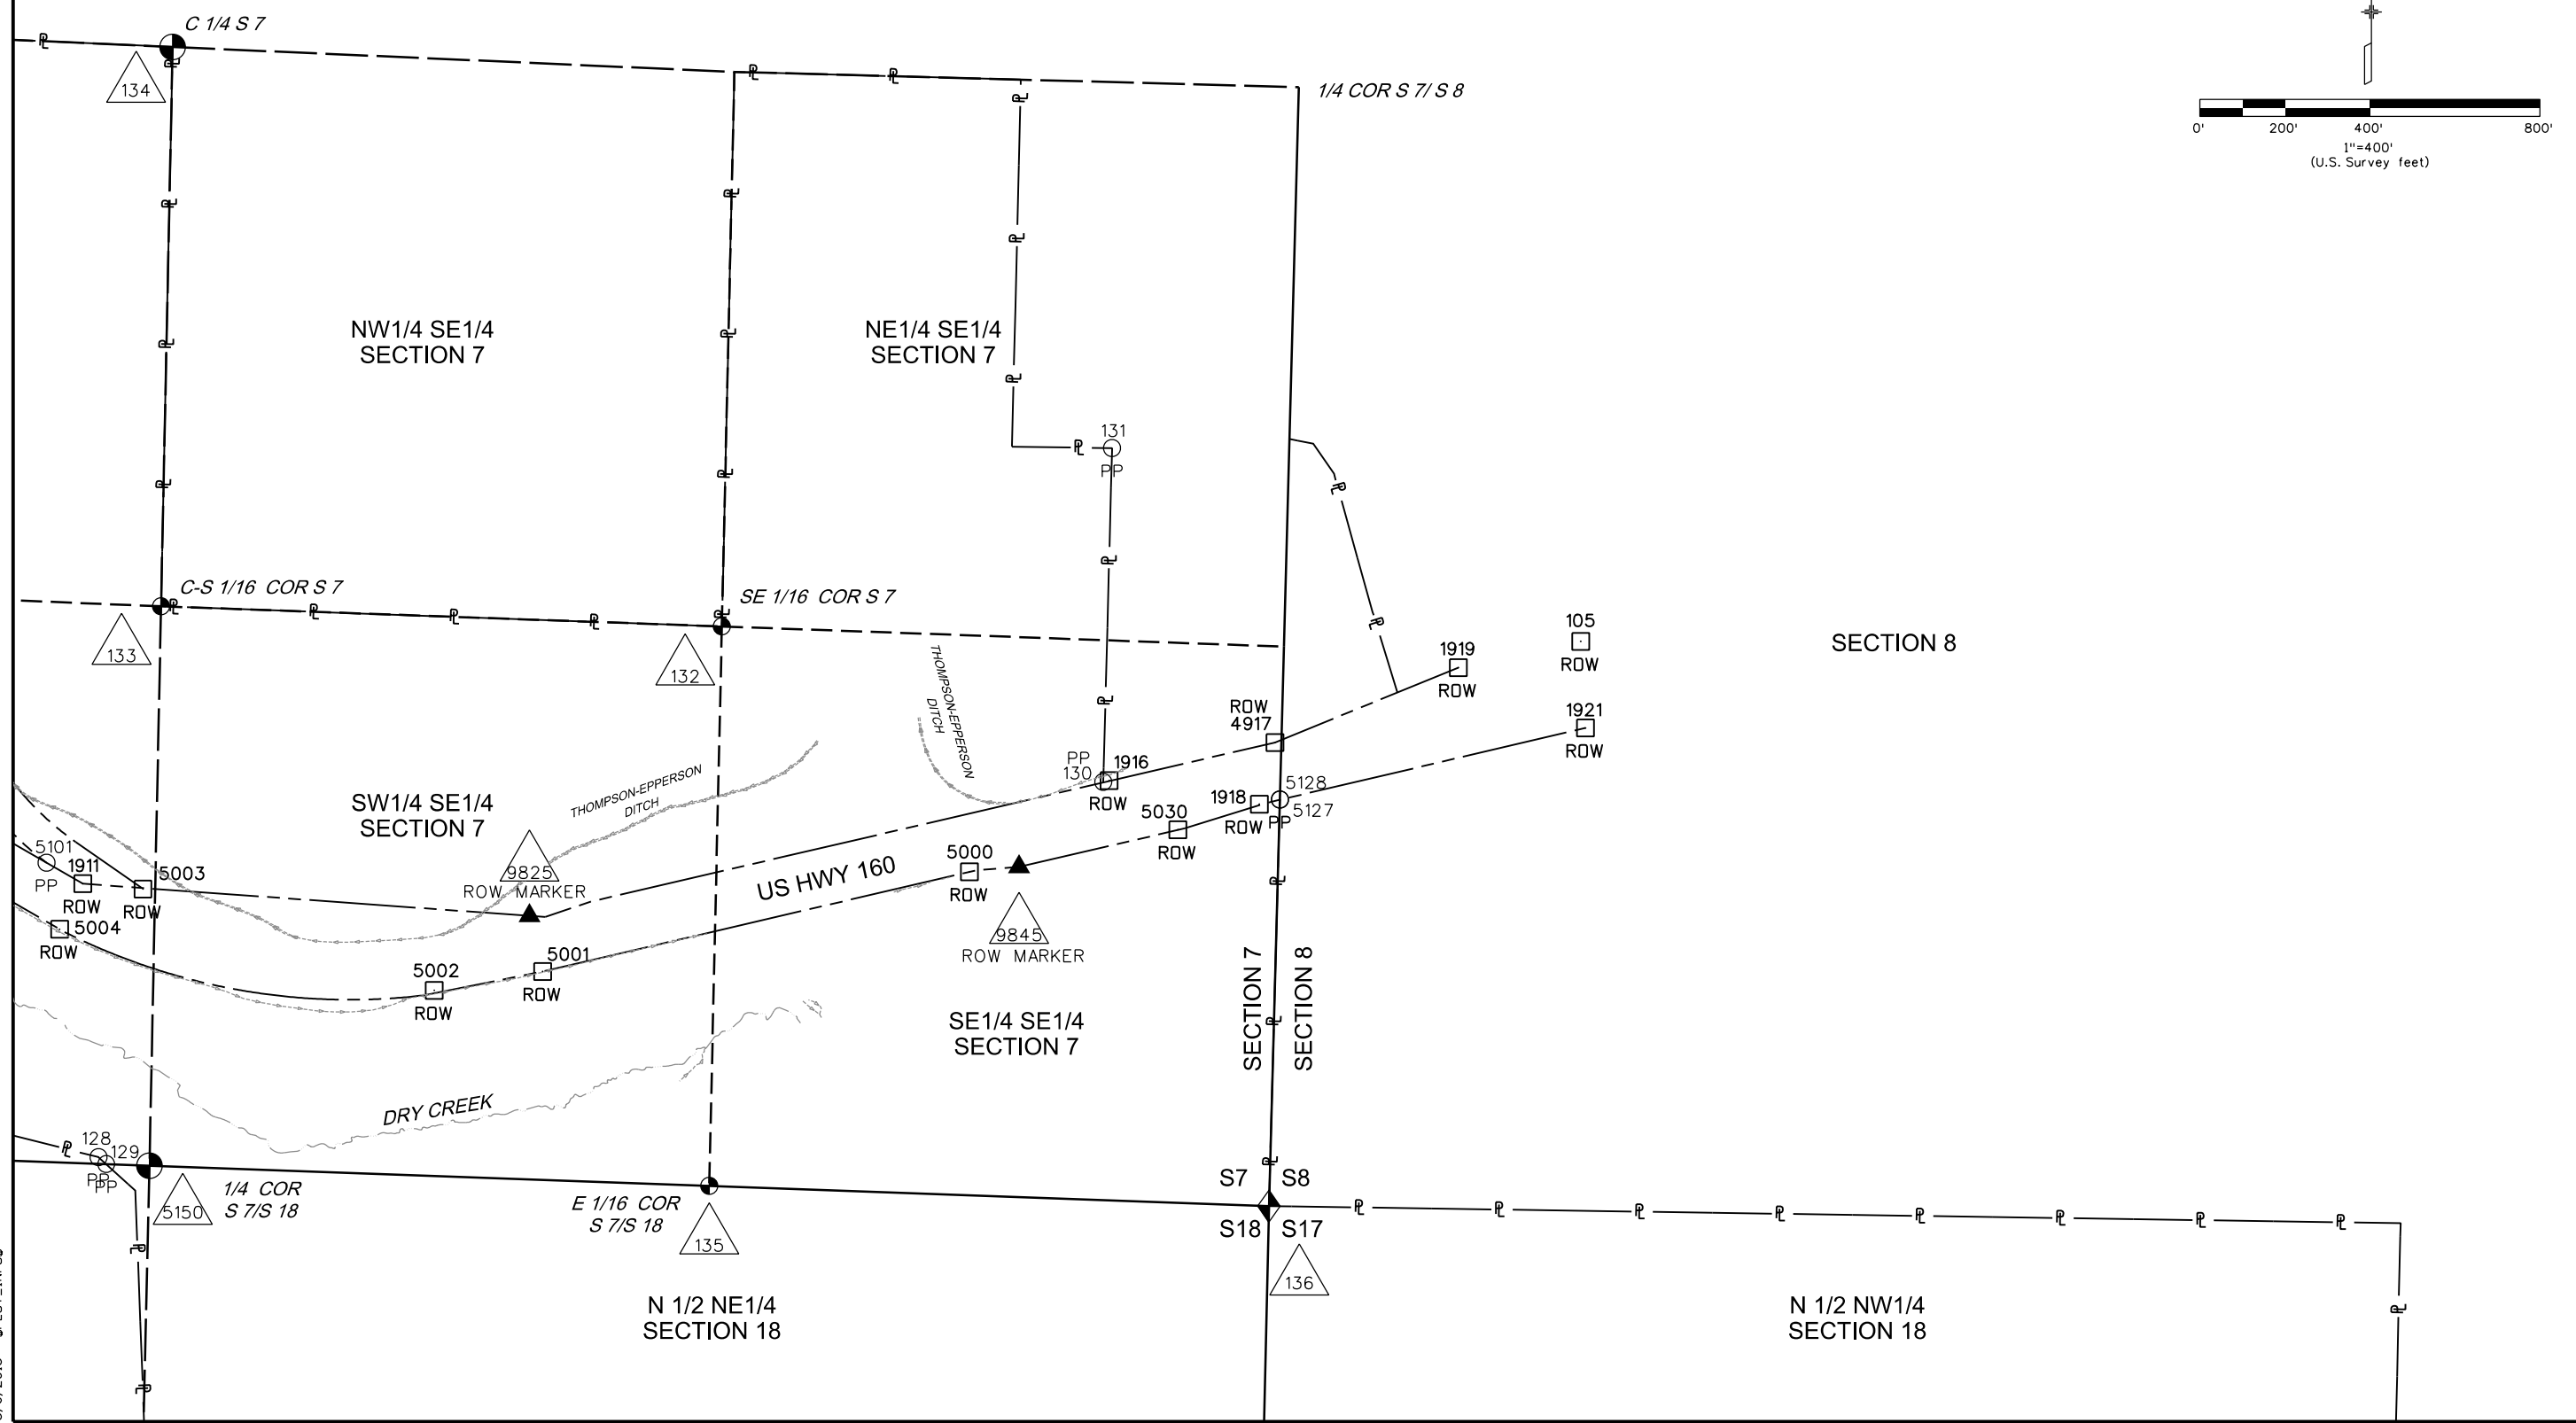 C 1/4 S 7
134
1/4 COR S 7/ S 8
0'
200'
400'
800'
1"=400'
(U.S. Survey feet)
NW1/4 SE1/4
SECTION 7
NE1/4 SE1/4
SECTION 7
131
PP
C-S 1/16 COR S 7
133
SE 1/16 COR S 7
132
105
ROW
SECTION 8
1919
ROW
THOMPSON-EPPERSON
DITCH
ROW
4917
1921
ROW
PP
130
1916
ROW
5128
5127
1918
ROW
PP
5030
ROW
THOMPSON-EPPERSON
DITCH
SW1/4 SE1/4
SECTION 7
5101
PP
1911
ROW
5003
ROW
5004
ROW
9825
ROW MARKER
US HWY 160
5000
ROW
9845
ROW MARKER
5002
ROW
5001
ROW
SECTION 7
SECTION 8
SE1/4 SE1/4
SECTION 7
DRY CREEK
128
129
PP
PP
5150
1/4 COR
S 7/S 18
E 1/16 COR
S 7/S 18
135
S7
S8
S18
S17
136
N 1/2 NE1/4
SECTION 18
N 1/2 NW1/4
SECTION 18